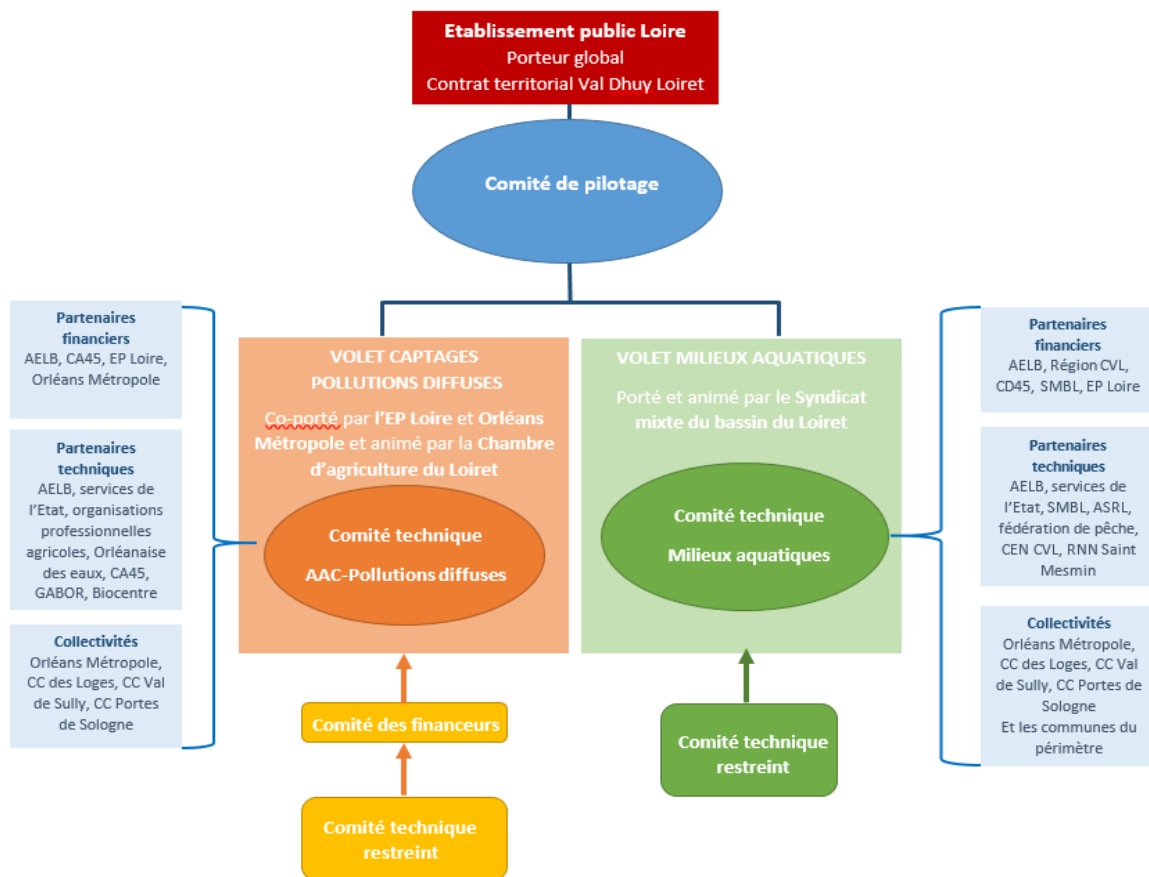 Etablissement public Loire
Porteur global
Contrat territorial Val Dhuy Loiret
Comité de pilotage
Partenaires
financiers
AELB, CA45, EP Loire,
Orléans Métropole
Partenaires
techniques
AELB, services de
l'Etat, organisations
professionnelles
agricoles, Orléanaise
des eaux, CA45,
GABOR, Biocentre
Collectivités
Orléans Métropole,
CC des Loges, CC Val
de Sully, CC Portes
de Sologne
VOLET CAPTAGES
POLLUTIONS DIFFUSES
Co-porté par l'EP Loire et Orléans
Métropole et animé par la Chambre
d'agriculture du Loiret
Comité technique
AAC-Pollutions diffuses
Comité des financeurs
Comité technique
restreint
VOLET MILIEUX AQUATIQUES
Porté et animé par le Syndicat
mixte du bassin du Loiret
Comité technique
Milieux aquatiques
Comité technique
restreint
Partenaires
financiers
AELB, Région CVL,
CD45, SMBL, EP Loire
Partenaires
techniques
AELB, services de
l'Etat, SMBL, ASRL,
fédération de pêche,
CEN CVL, RNN Saint
Mesmin
Collectivités
Orléans Métropole,
CC des Loges, CC Val
de Sully, CC Portes de
Sologne
Et les communes du
périmètre